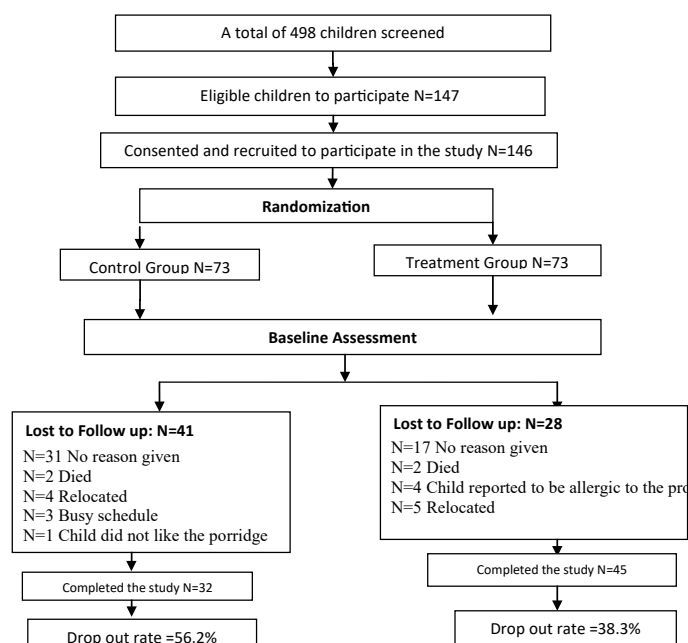 A total of 498 children screened
Eligible children to participate N=147
Consented and recruited to participate in the study N=146
Randomization
Control Group N=73
Treatment Group N=73
Baseline Assessment
Lost to Follow up: N=41
N=31 No reason given
N=2 Died
N=4 Relocated
N=3 Busy schedule
N=1 Child did not like the porridge
Lost to Follow up: N=28
N=17 No reason given
N=2 Died
N=4 Child reported to be allergic to the
N=5 Relocated
Completed the study N=32
Completed the study N=45
Drop out rate =56.2%
Drop out rate =38.3%